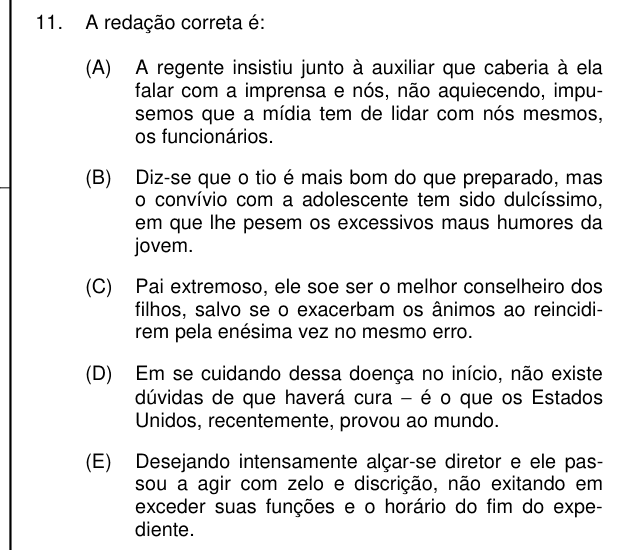 11. A redação correta é:
(A) A regente insistiu junto à auxiliar que caberia à ela
falar com a imprensa e nós, não aquiecendo, impu-
semos que a mídia tem de lidar com nós mesmos,
os funcionários.
(B) Diz-se que o tio é mais bom do que preparado, mas
o convívio com a adolescente tem sido dulcíssimo,
em que lhe pesem os excessivos maus humores da
jovem.
(C) Pai extremoso, ele soe ser o melhor conselheiro dos
filhos, salvo se o exacerbam os ânimos ao reincidi-
rem pela enésima vez no mesmo erro.
(D) Em se cuidando dessa doença no início, não existe
dúvidas de que haverá cura − é o que os Estados
Unidos, recentemente, provou ao mundo.
(E) Desejando intensamente alçar-se diretor e ele pas-
sou a agir com zelo e discrição, não exitando em
exceder suas funções e o horário do fim do expe-
diente.